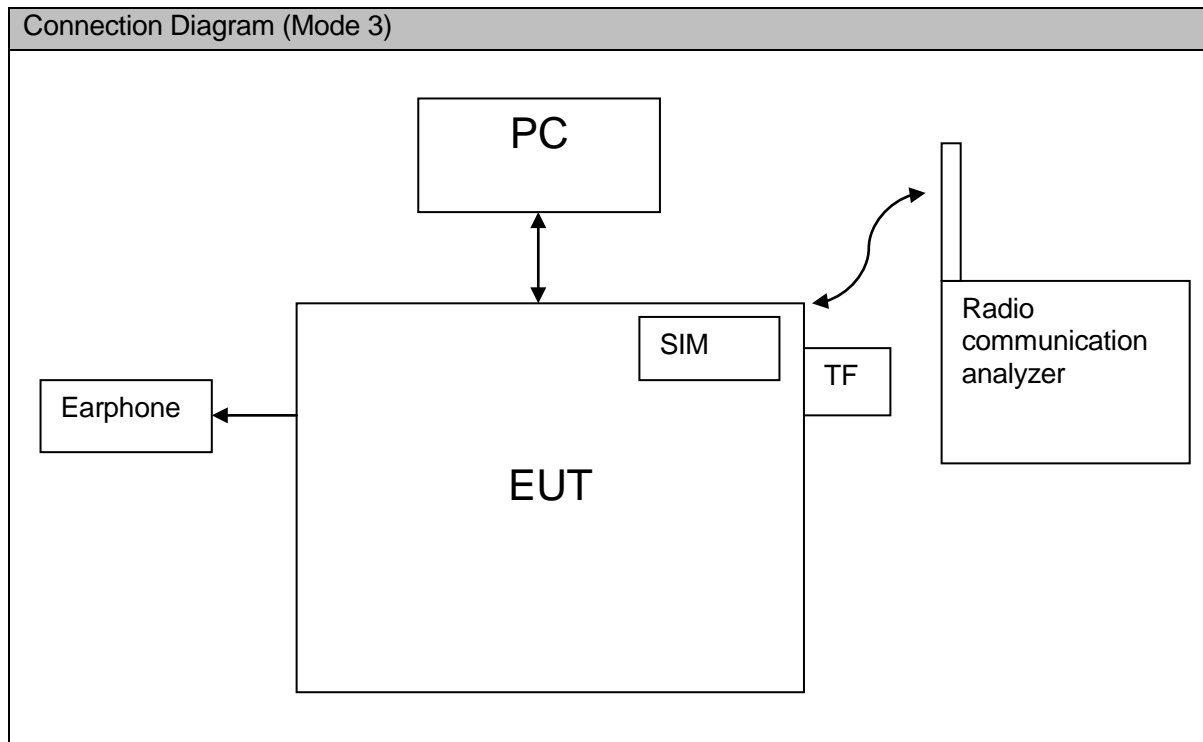 Connection Diagram (Mode 3)
PC
Radio
communication
analyzer
SIM
TF
Earphone
EUT